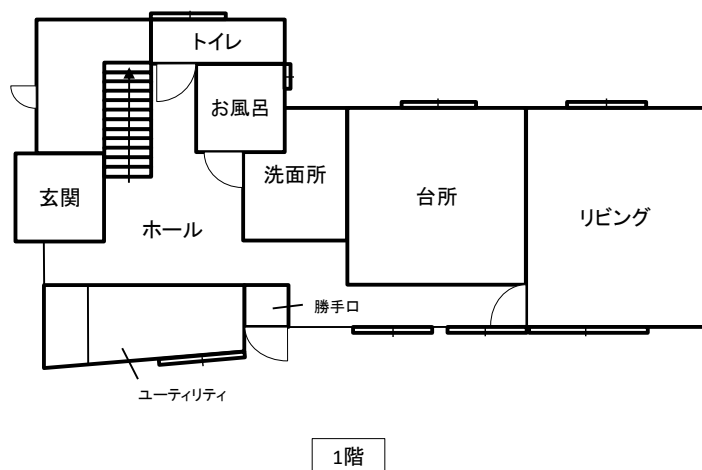 トイレ
お風呂
洗面所
玄関
台所
リビング
ホール
勝手口
ユーティリティ
1階